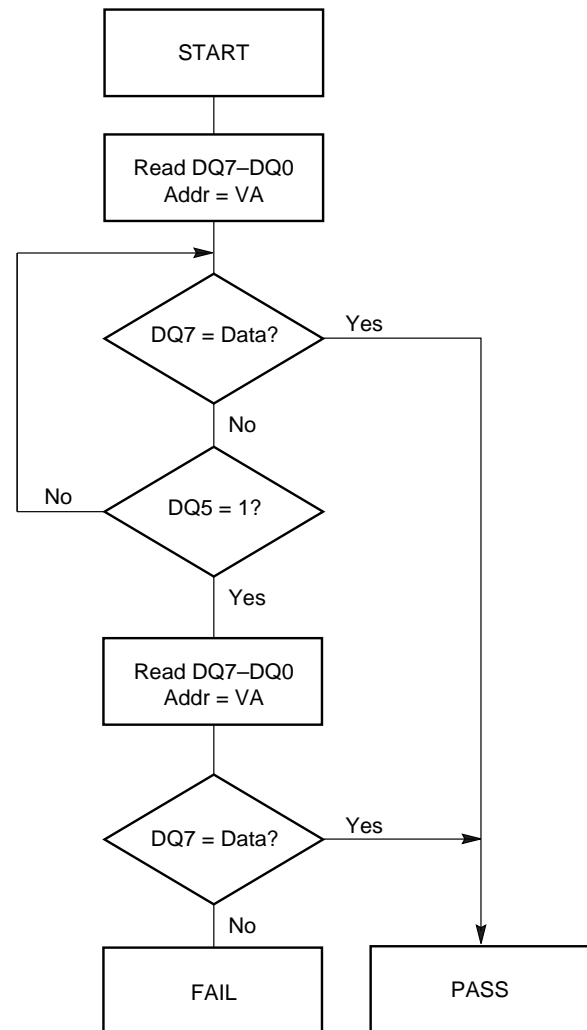 START
Read DQ7–DQ0
Addr = VA
DQ7 = Data?
Yes
No
No
DQ5 = 1?
Yes
Read DQ7–DQ0
Addr = VA
DQ7 = Data?
Yes
No
FAIL
PASS